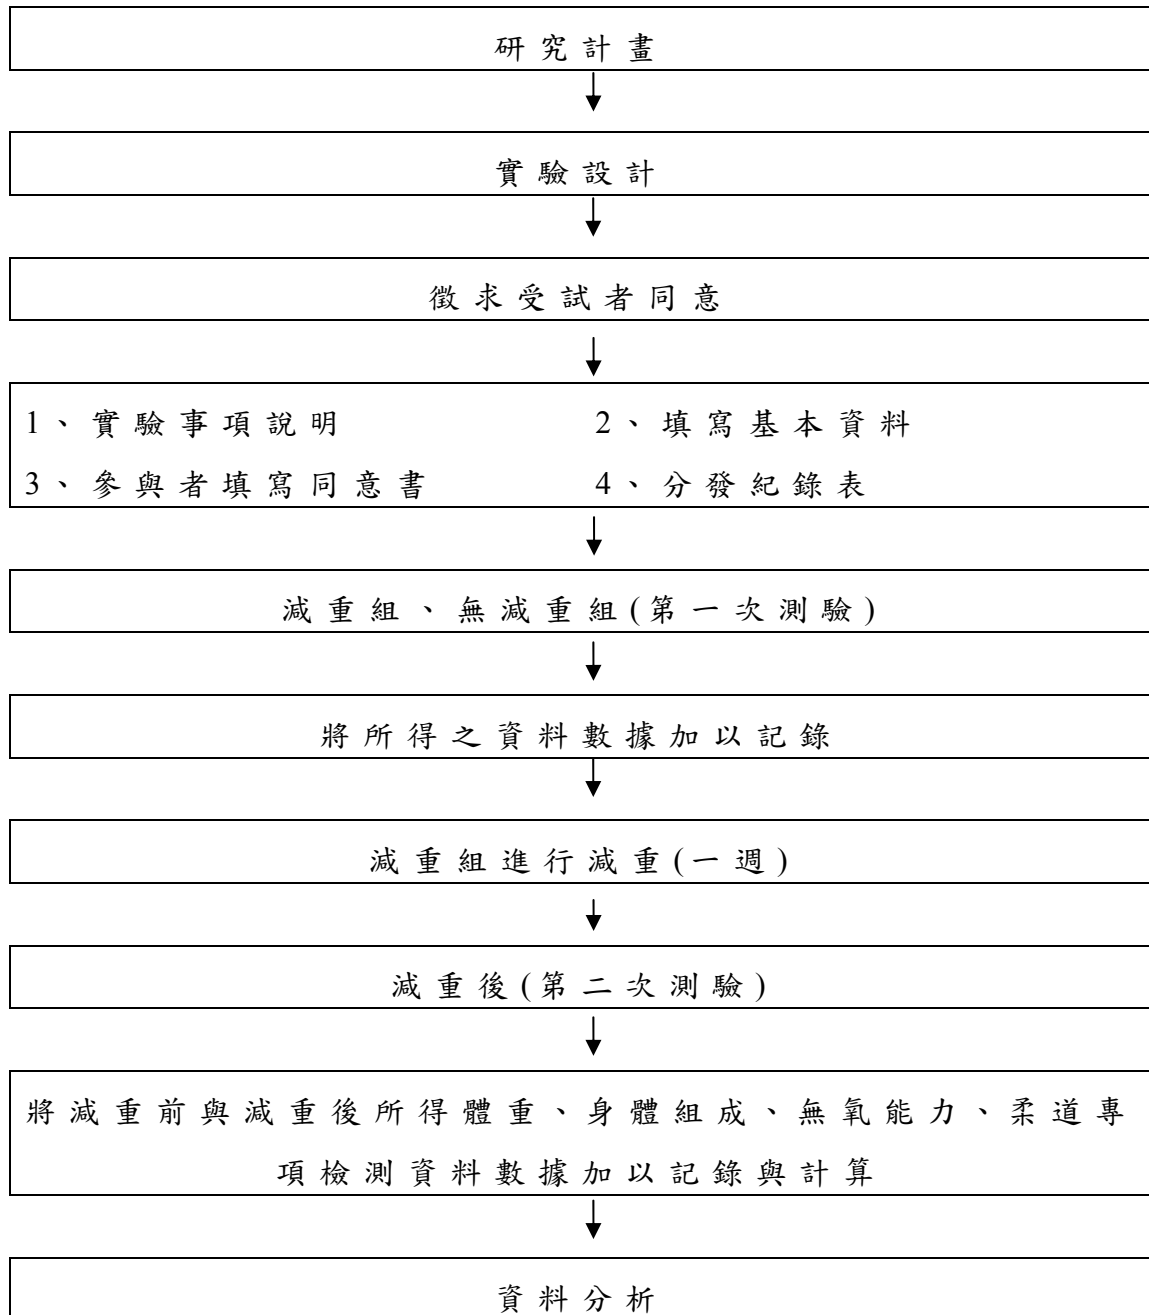 研究計畫
實驗設計
徵求受試者同意
1、實驗事項說明 2、填寫基本資料
3、參與者填寫同意書 4、分發紀錄表
減重組、無減重組(第一次測驗)
將所得之資料數據加以記錄
減重組進行減重(一週)
減重後(第二次測驗)
將減重前與減重後所得體重、身體組成、無氧能力、柔道專
項檢測資料數據加以記錄與計算
資料分析